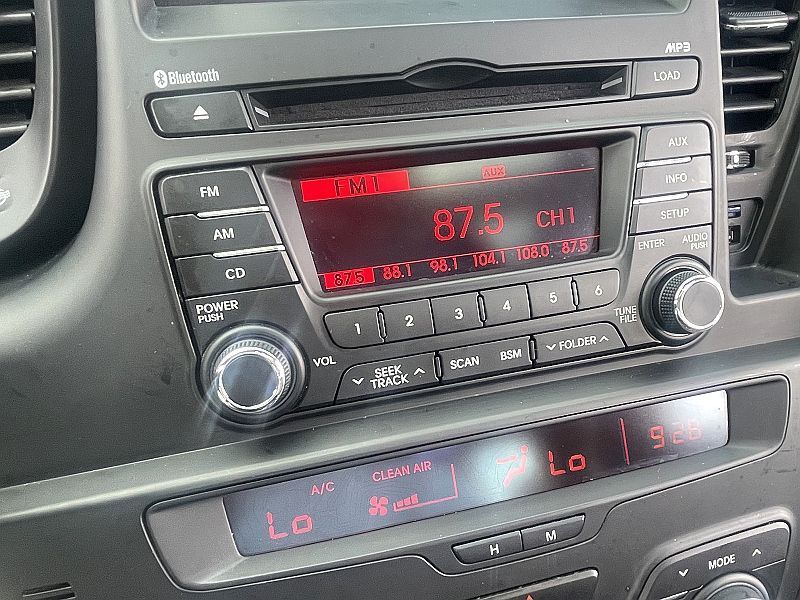 MP3
Bluetooth
LOAD
FM
FM1
AUX
AUX
AM
87.5 CH1
INFO
CD
87.5 88.1 98.1 104.1 108.0 87.5
SETUP
ENTER
AUDIO
PUSH
POWER
PUSH
1 2 3 4 5 6
TUNE
FILE
VOL
SEEK
TRACK
SCAN BSM
FOLDER
A/C
CLEAN AIR
Lo
Lo
9:28
H M
MODE